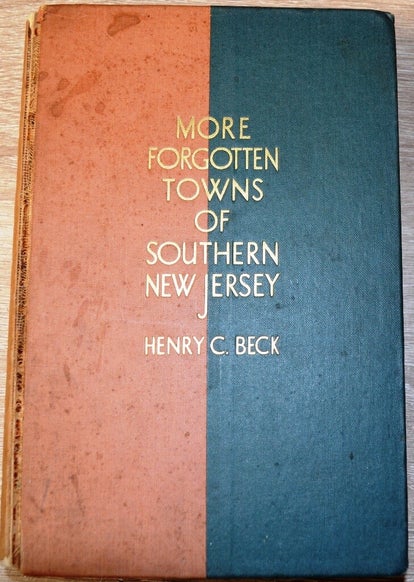 MORE
FORGOTTEN
TOWNS
OF
SOUTHERN
NEW JERSEY
HENRY C. BECK